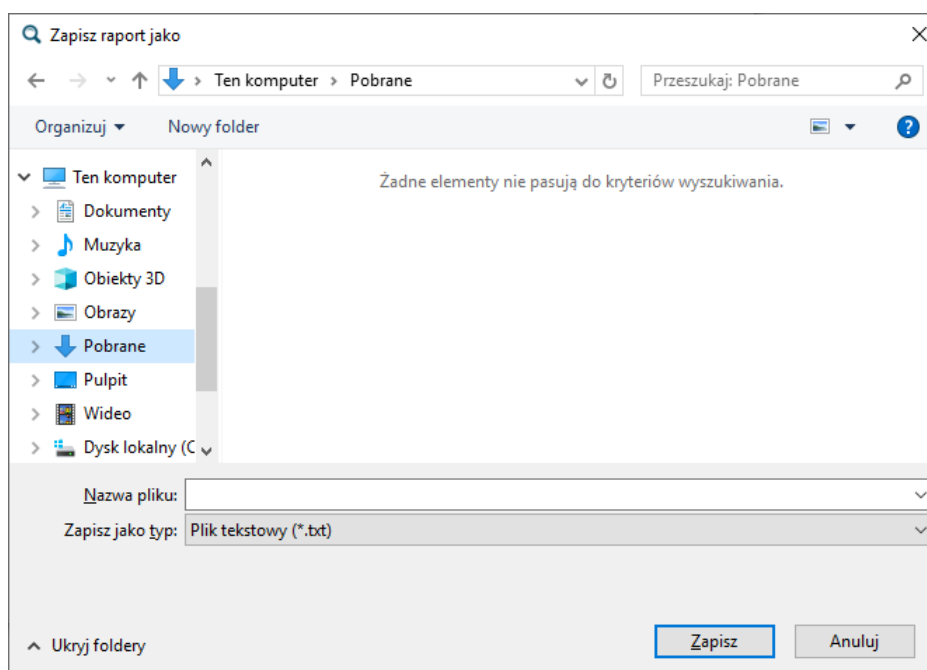 Zapisz raport jako
Ten komputer > Pobrane
Przeszukaj: Pobrane
Organizuj
Nowy folder
Ten komputer
Dokumenty
Muzyka
Obiekty 3D
Obrazy
Pobrane
Pulpit
Wideo
Dysk lokalny (C
Żadne elementy nie pasują do kryteriów wyszukiwania.
Nazwa pliku:
Zapisz jako typ: Plik tekstowy (*.txt)
Ukryj foldery
Zapisz
Anuluj